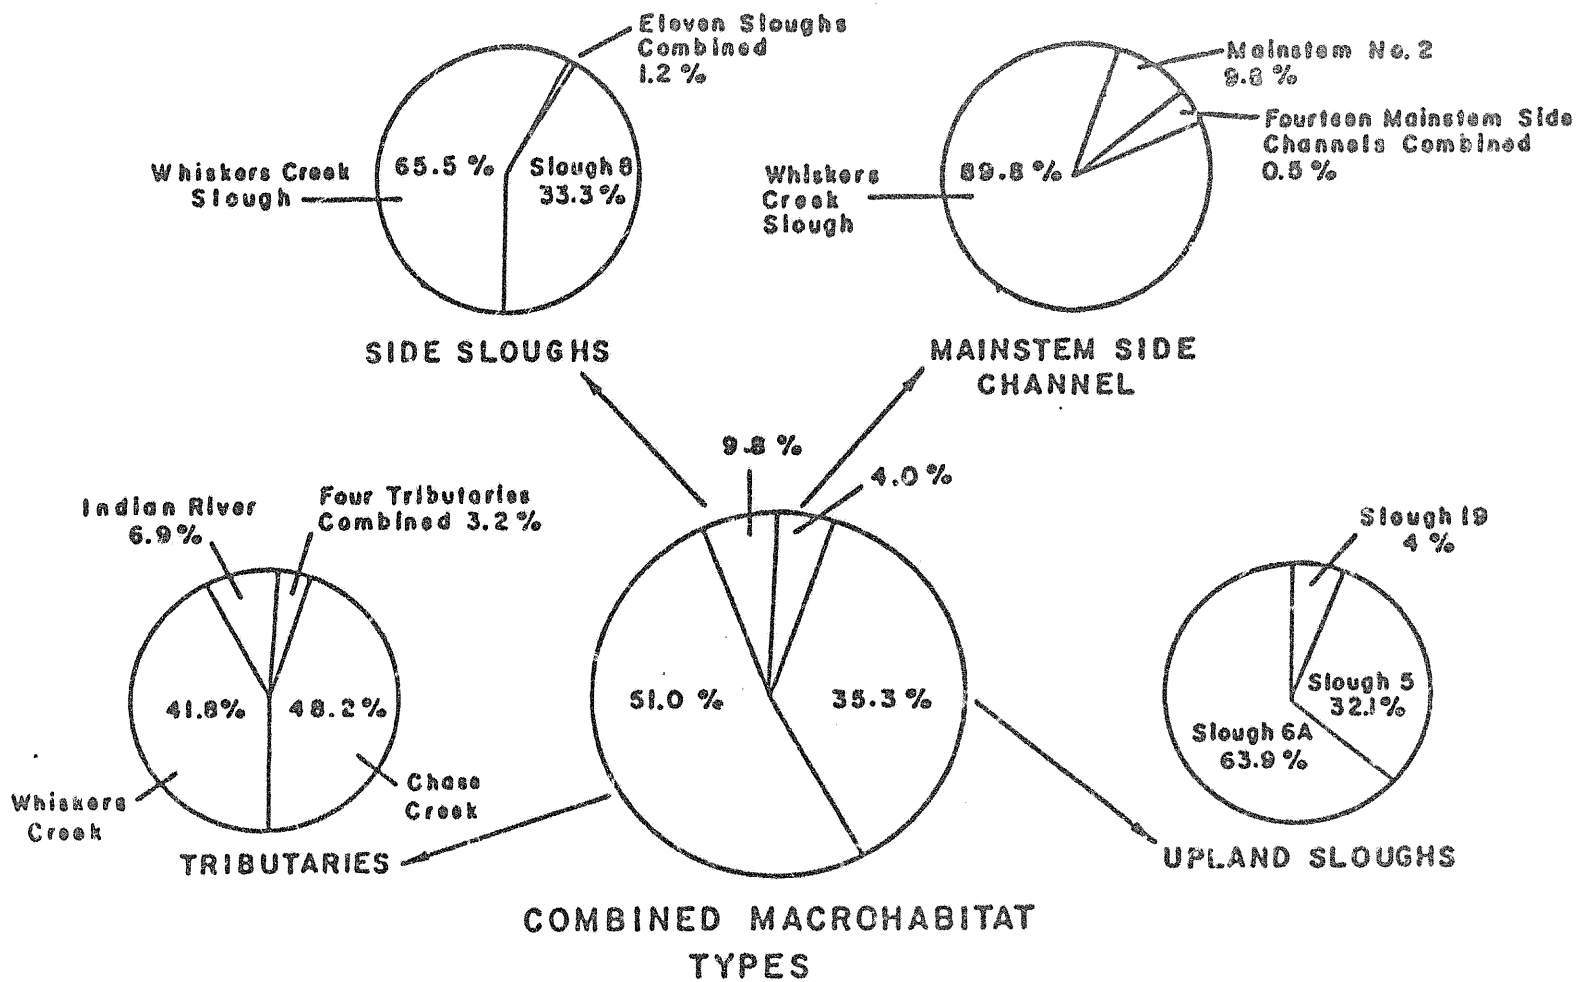 Eleven Sloughs
Combined
1.2 %
Whiskers Creek
Slough
65.5 %
Slough 8
33.3 %
SIDE SLOUGHS
Mainstem No. 2
9.8 %
Fourteen Mainstem Side
Channels Combined
0.5 %
Whiskers
Creek
Slough
89.8 %
MAINSTEM SIDE
CHANNEL
9.8 %
4.0 %
51.0 %
35.3 %
COMBINED MACROHABITAT
TYPES
Indian River
6.9 %
Four Tributaries
Combined 3.2 %
41.8%
48.2%
Whiskers
Creek
Chase
Creek
TRIBUTARIES
Slough 19
4 %
Slough 5
32.1%
Slough 6A
63.9 %
UPLAND SLOUGHS